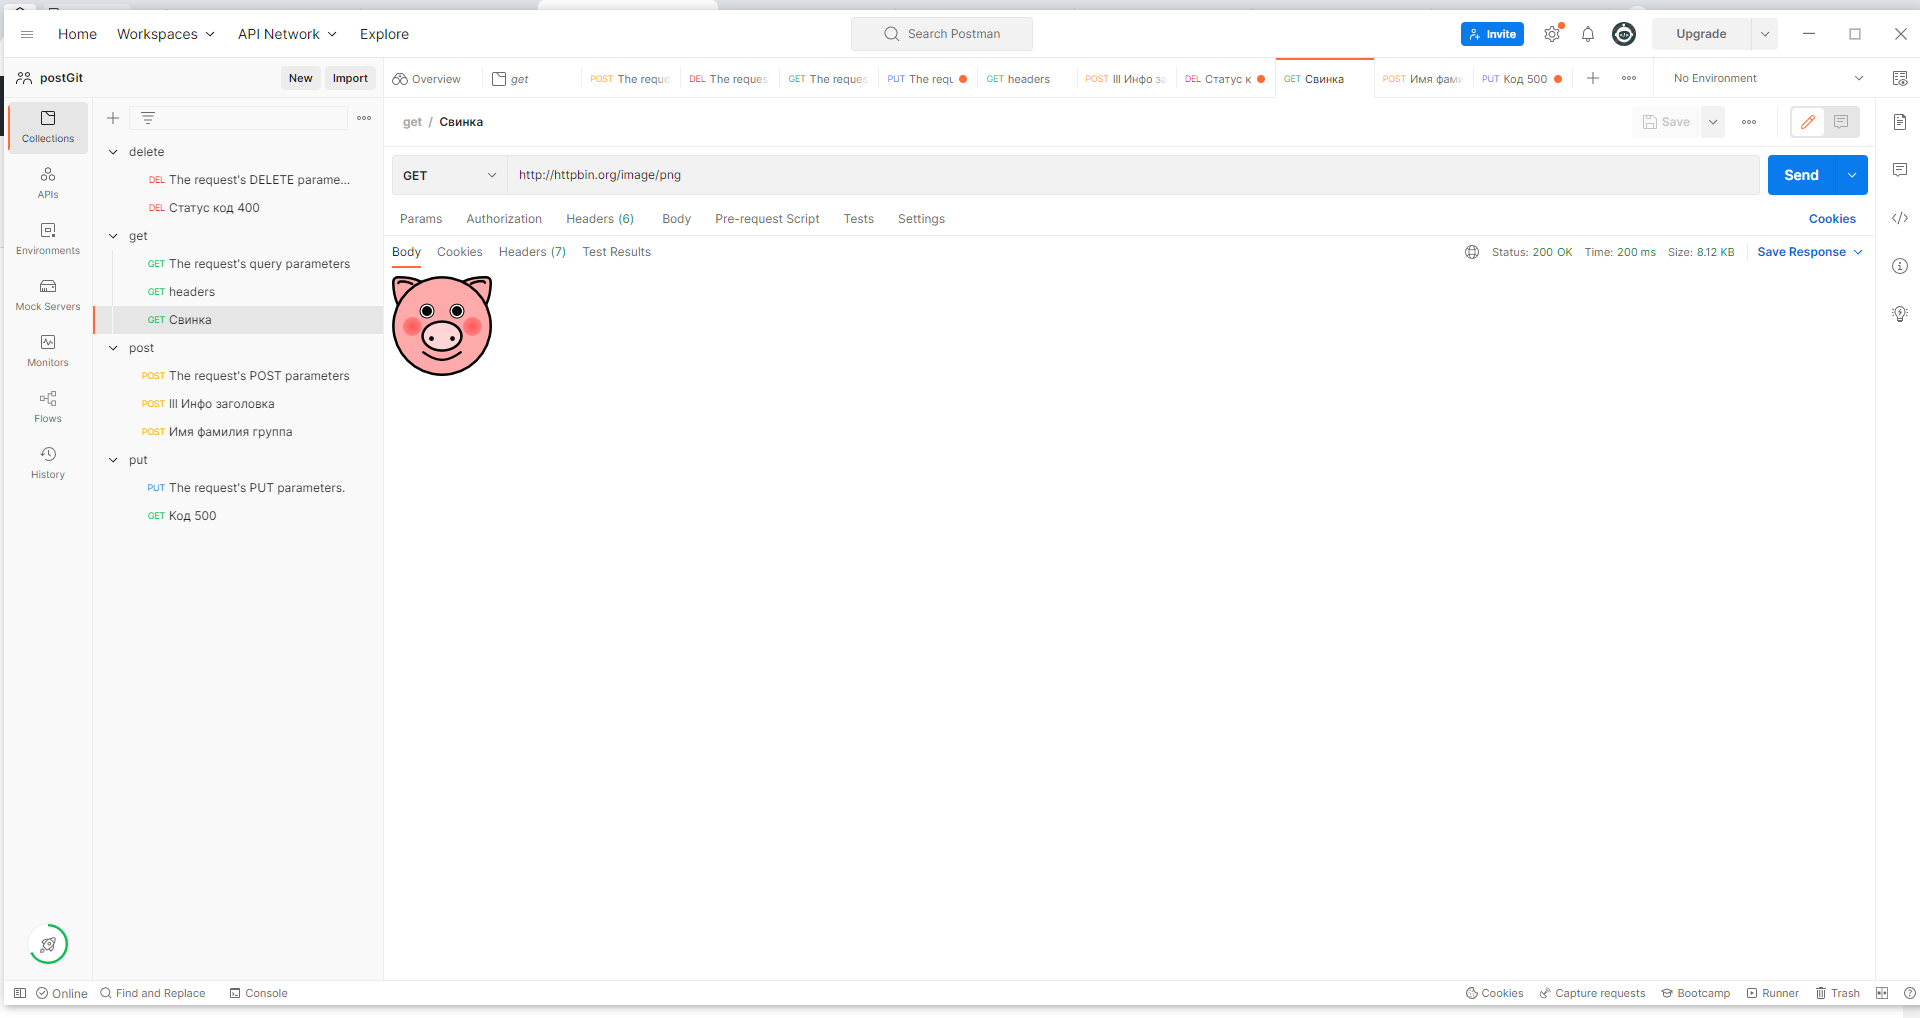 Home Workspaces API Network Explore Search Postman Invite Upgrade
postGit New Import Overview get POST The reque DEL The reques GET The reques PUT The requ GET headers POST III Инфо за DEL Статус к GET Свинка POST Имя фами PUT Код 500 No Environment
get / Свинка Save
Collections
APIs
Environments
Mock Servers
Monitors
Flows
History
delete
DEL The request's DELETE parame...
DEL Статус код 400
get
GET The request's query parameters
GET headers
GET Свинка
post
POST The request's POST parameters
POST III Инфо заголовка
POST Имя фамилия группа
put
PUT The request's PUT parameters.
GET Код 500
GET http://httpbin.org/image/png Send
Params Authorization Headers (6) Body Pre-request Script Tests Settings Cookies
Body Cookies Headers (7) Test Results Status: 200 OK Time: 200 ms Size: 8.12 KB Save Response
Online Find and Replace Console Cookies Capture requests Bootcamp Runner Trash